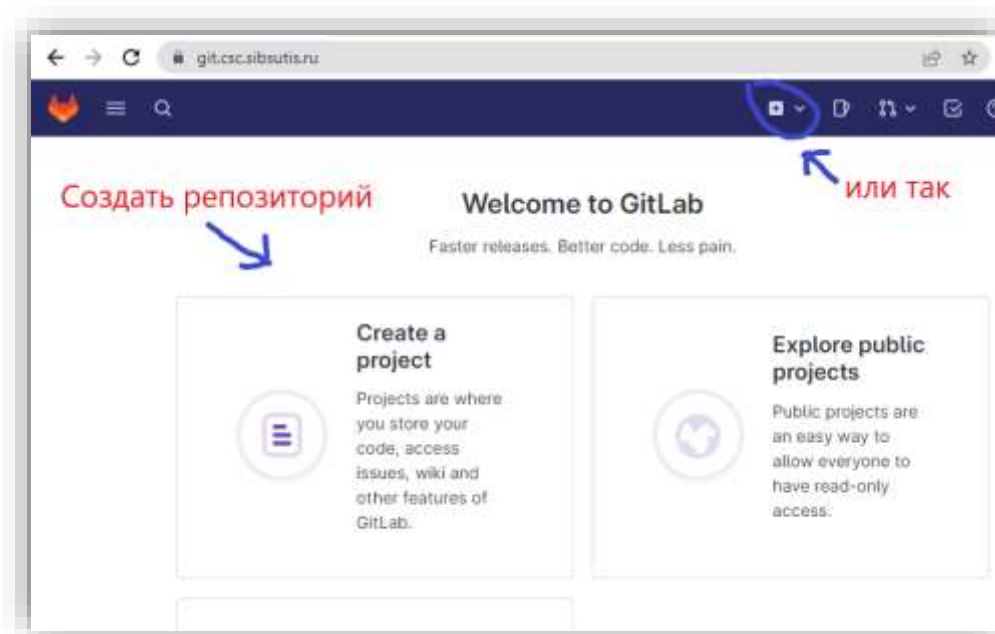 git.csc.sibsutis.ru
Создать репозиторий
или так
Welcome to GitLab
Faster releases. Better code. Less pain.
Create a
project
Projects are where
you store your
code, access
issues, wiki and
other features of
GitLab.
Explore public
projects
Public projects are
an easy way to
allow everyone to
have read-only
access.